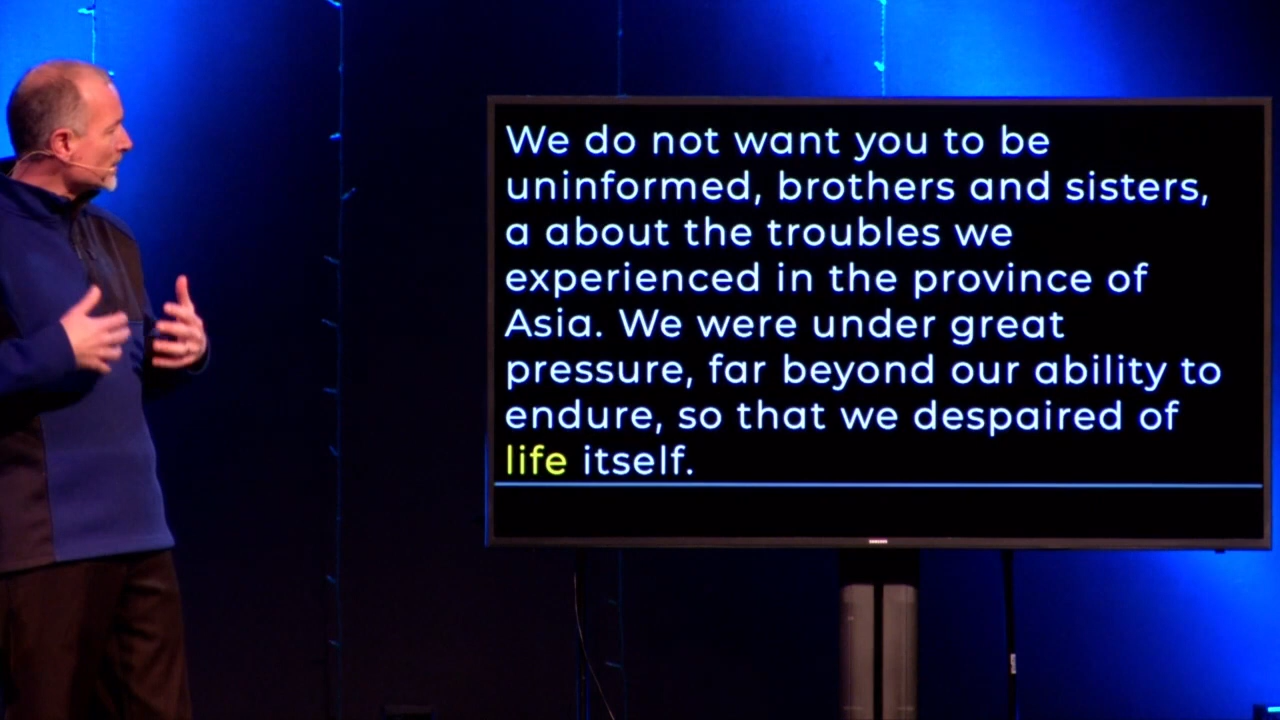 We do not want you to be
uninformed, brothers and sisters,
a about the troubles we
experienced in the province of
Asia. We were under great
pressure, far beyond our ability to
endure, so that we despaired of
life itself.
SAMSUNG